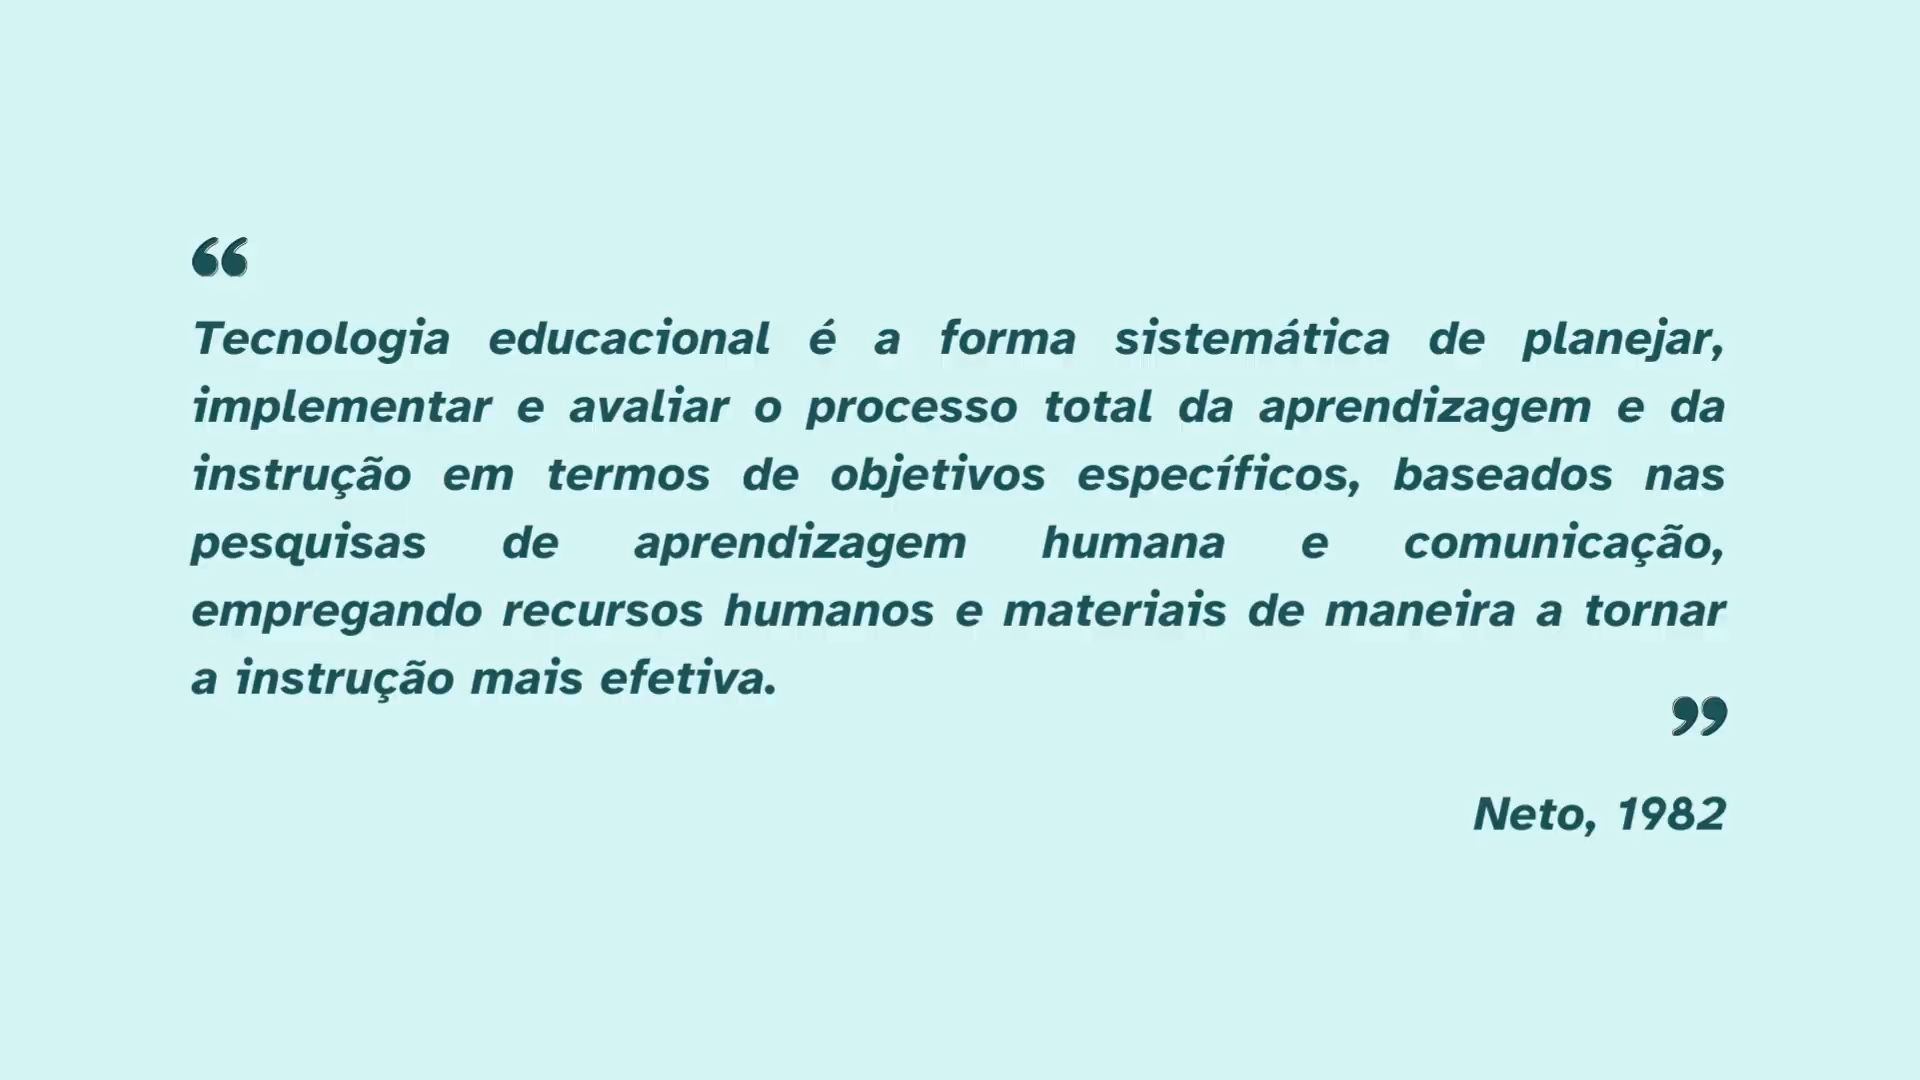 “
Tecnologia educacional é a forma sistemática de planejar,
implementar e avaliar o processo total da aprendizagem e da
instrução em termos de objetivos específicos, baseados nas
pesquisas de aprendizagem humana e comunicação,
empregando recursos humanos e materiais de maneira a tornar
a instrução mais efetiva.
”
Neto, 1982